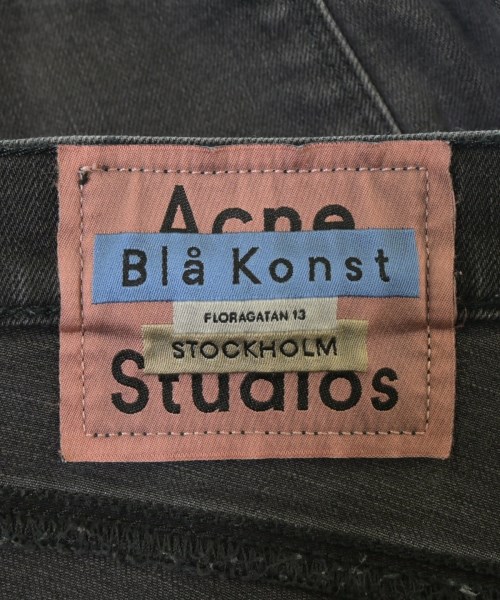 Acne
Blå Konst
FLORAGATAN 13
STOCKHOLM
Studios